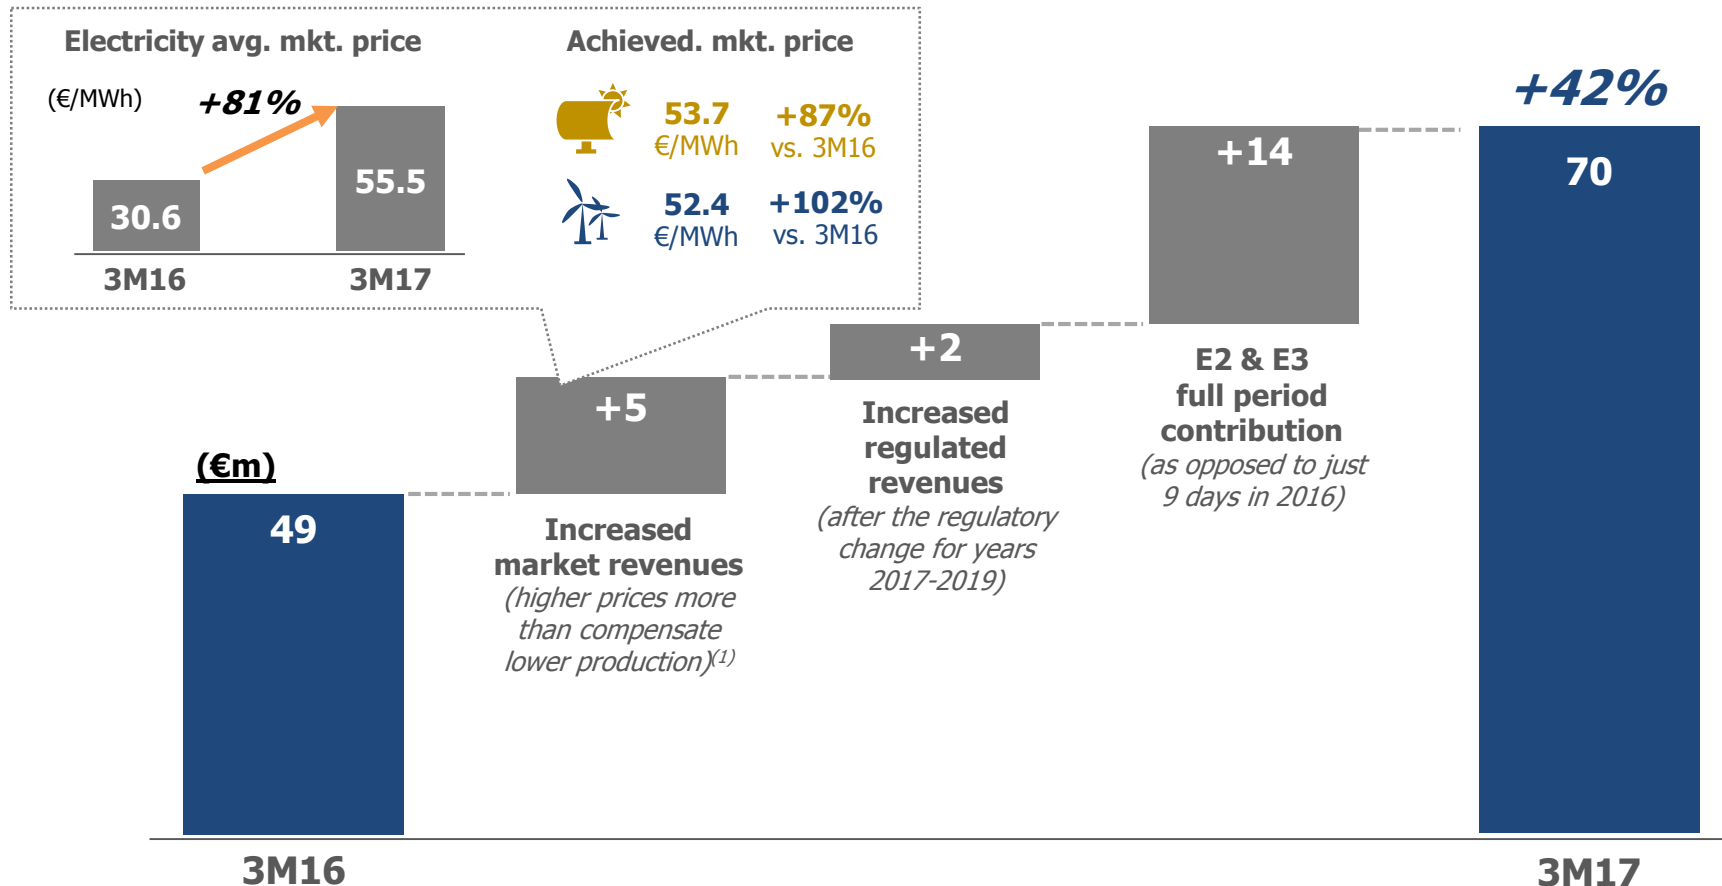 Electricity avg. mkt. price
(€/MWh)
+81%
30.6
55.5
3M16
3M17
Achieved. mkt. price
53.7
€/MWh
+87%
vs. 3M16
52.4
€/MWh
+102%
vs. 3M16
(€m)
49
3M16
+5
Increased
market revenues
(higher prices more
than compensate
lower production)(1)
+2
Increased
regulated
revenues
(after the regulatory
change for years
2017-2019)
+14
E2 & E3
full period
contribution
(as opposed to just
9 days in 2016)
+42%
70
3M17